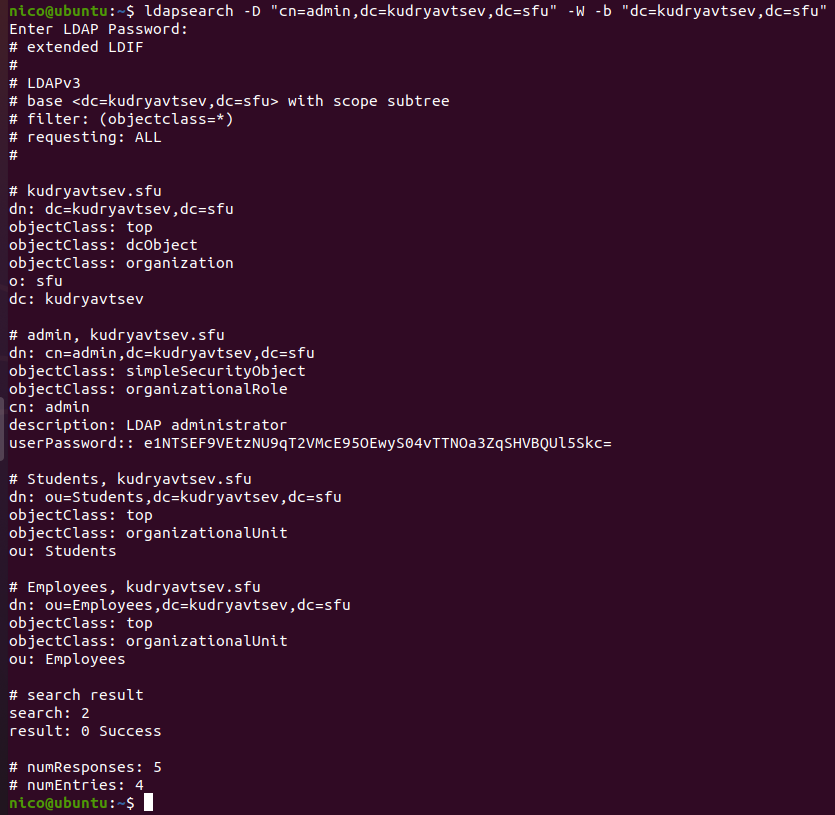 nico@ubuntu:~$ ldapsearch -D "cn=admin,dc=kudryavtsev,dc=sfu" -W -b "dc=kudryavtsev,dc=sfu"
Enter LDAP Password:
# extended LDIF
#
# LDAPv3
# base <dc=kudryavtsev,dc=sfu> with scope subtree
# filter: (objectclass=*)
# requesting: ALL
#

# kudryavtsev.sfu
dn: dc=kudryavtsev,dc=sfu
objectClass: top
objectClass: dcObject
objectClass: organization
o: sfu
dc: kudryavtsev

# admin, kudryavtsev.sfu
dn: cn=admin,dc=kudryavtsev,dc=sfu
objectClass: simpleSecurityObject
objectClass: organizationalRole
cn: admin
description: LDAP administrator
userPassword:: e1NTSEF9VEtzNU9qT2VMcE95OEwyS04vTTNOa3ZqSHVBQUl5Skc=

# Students, kudryavtsev.sfu
dn: ou=Students,dc=kudryavtsev,dc=sfu
objectClass: top
objectClass: organizationalUnit
ou: Students

# Employees, kudryavtsev.sfu
dn: ou=Employees,dc=kudryavtsev,dc=sfu
objectClass: top
objectClass: organizationalUnit
ou: Employees

# search result
search: 2
result: 0 Success

# numResponses: 5
# numEntries: 4
nico@ubuntu:~$